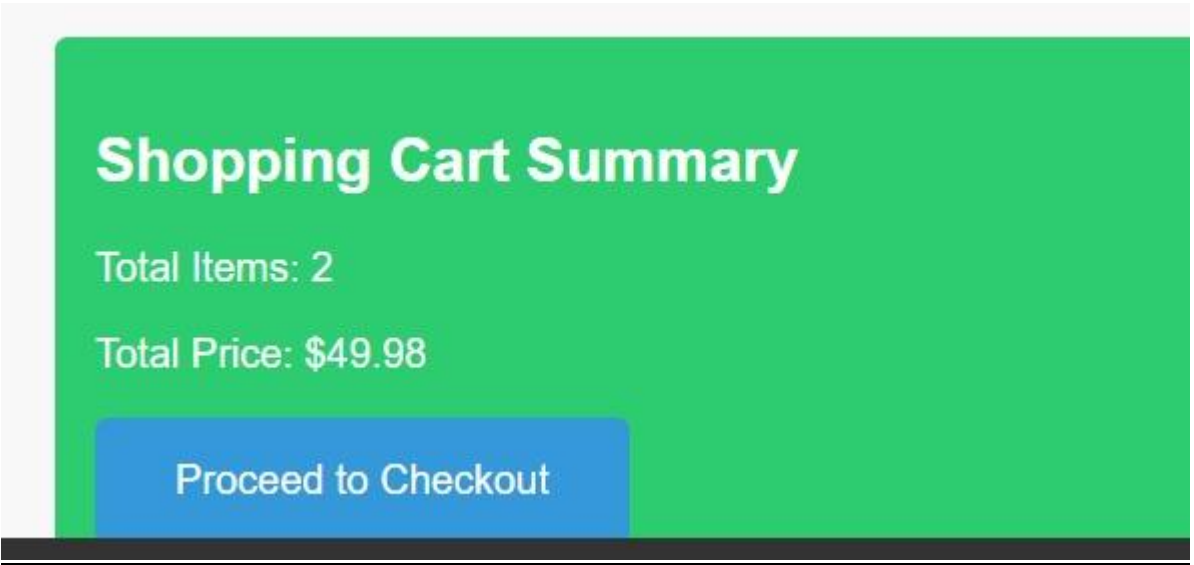 Shopping Cart Summary
Total Items: 2
Total Price: $49.98
Proceed to Checkout